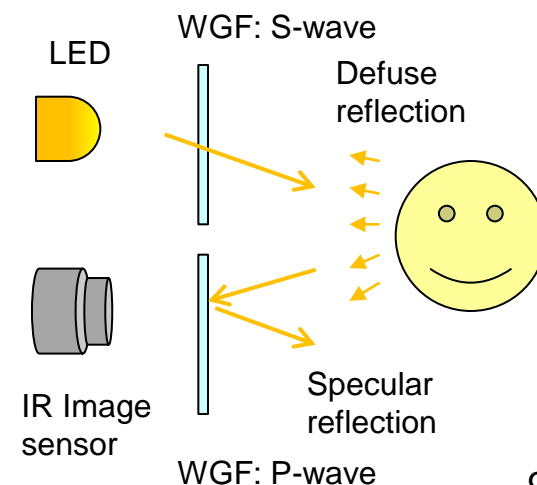 WGF: S-wave
LED
Defuse
reflection
Specular
reflection
IR Image
sensor
WGF: P-wave